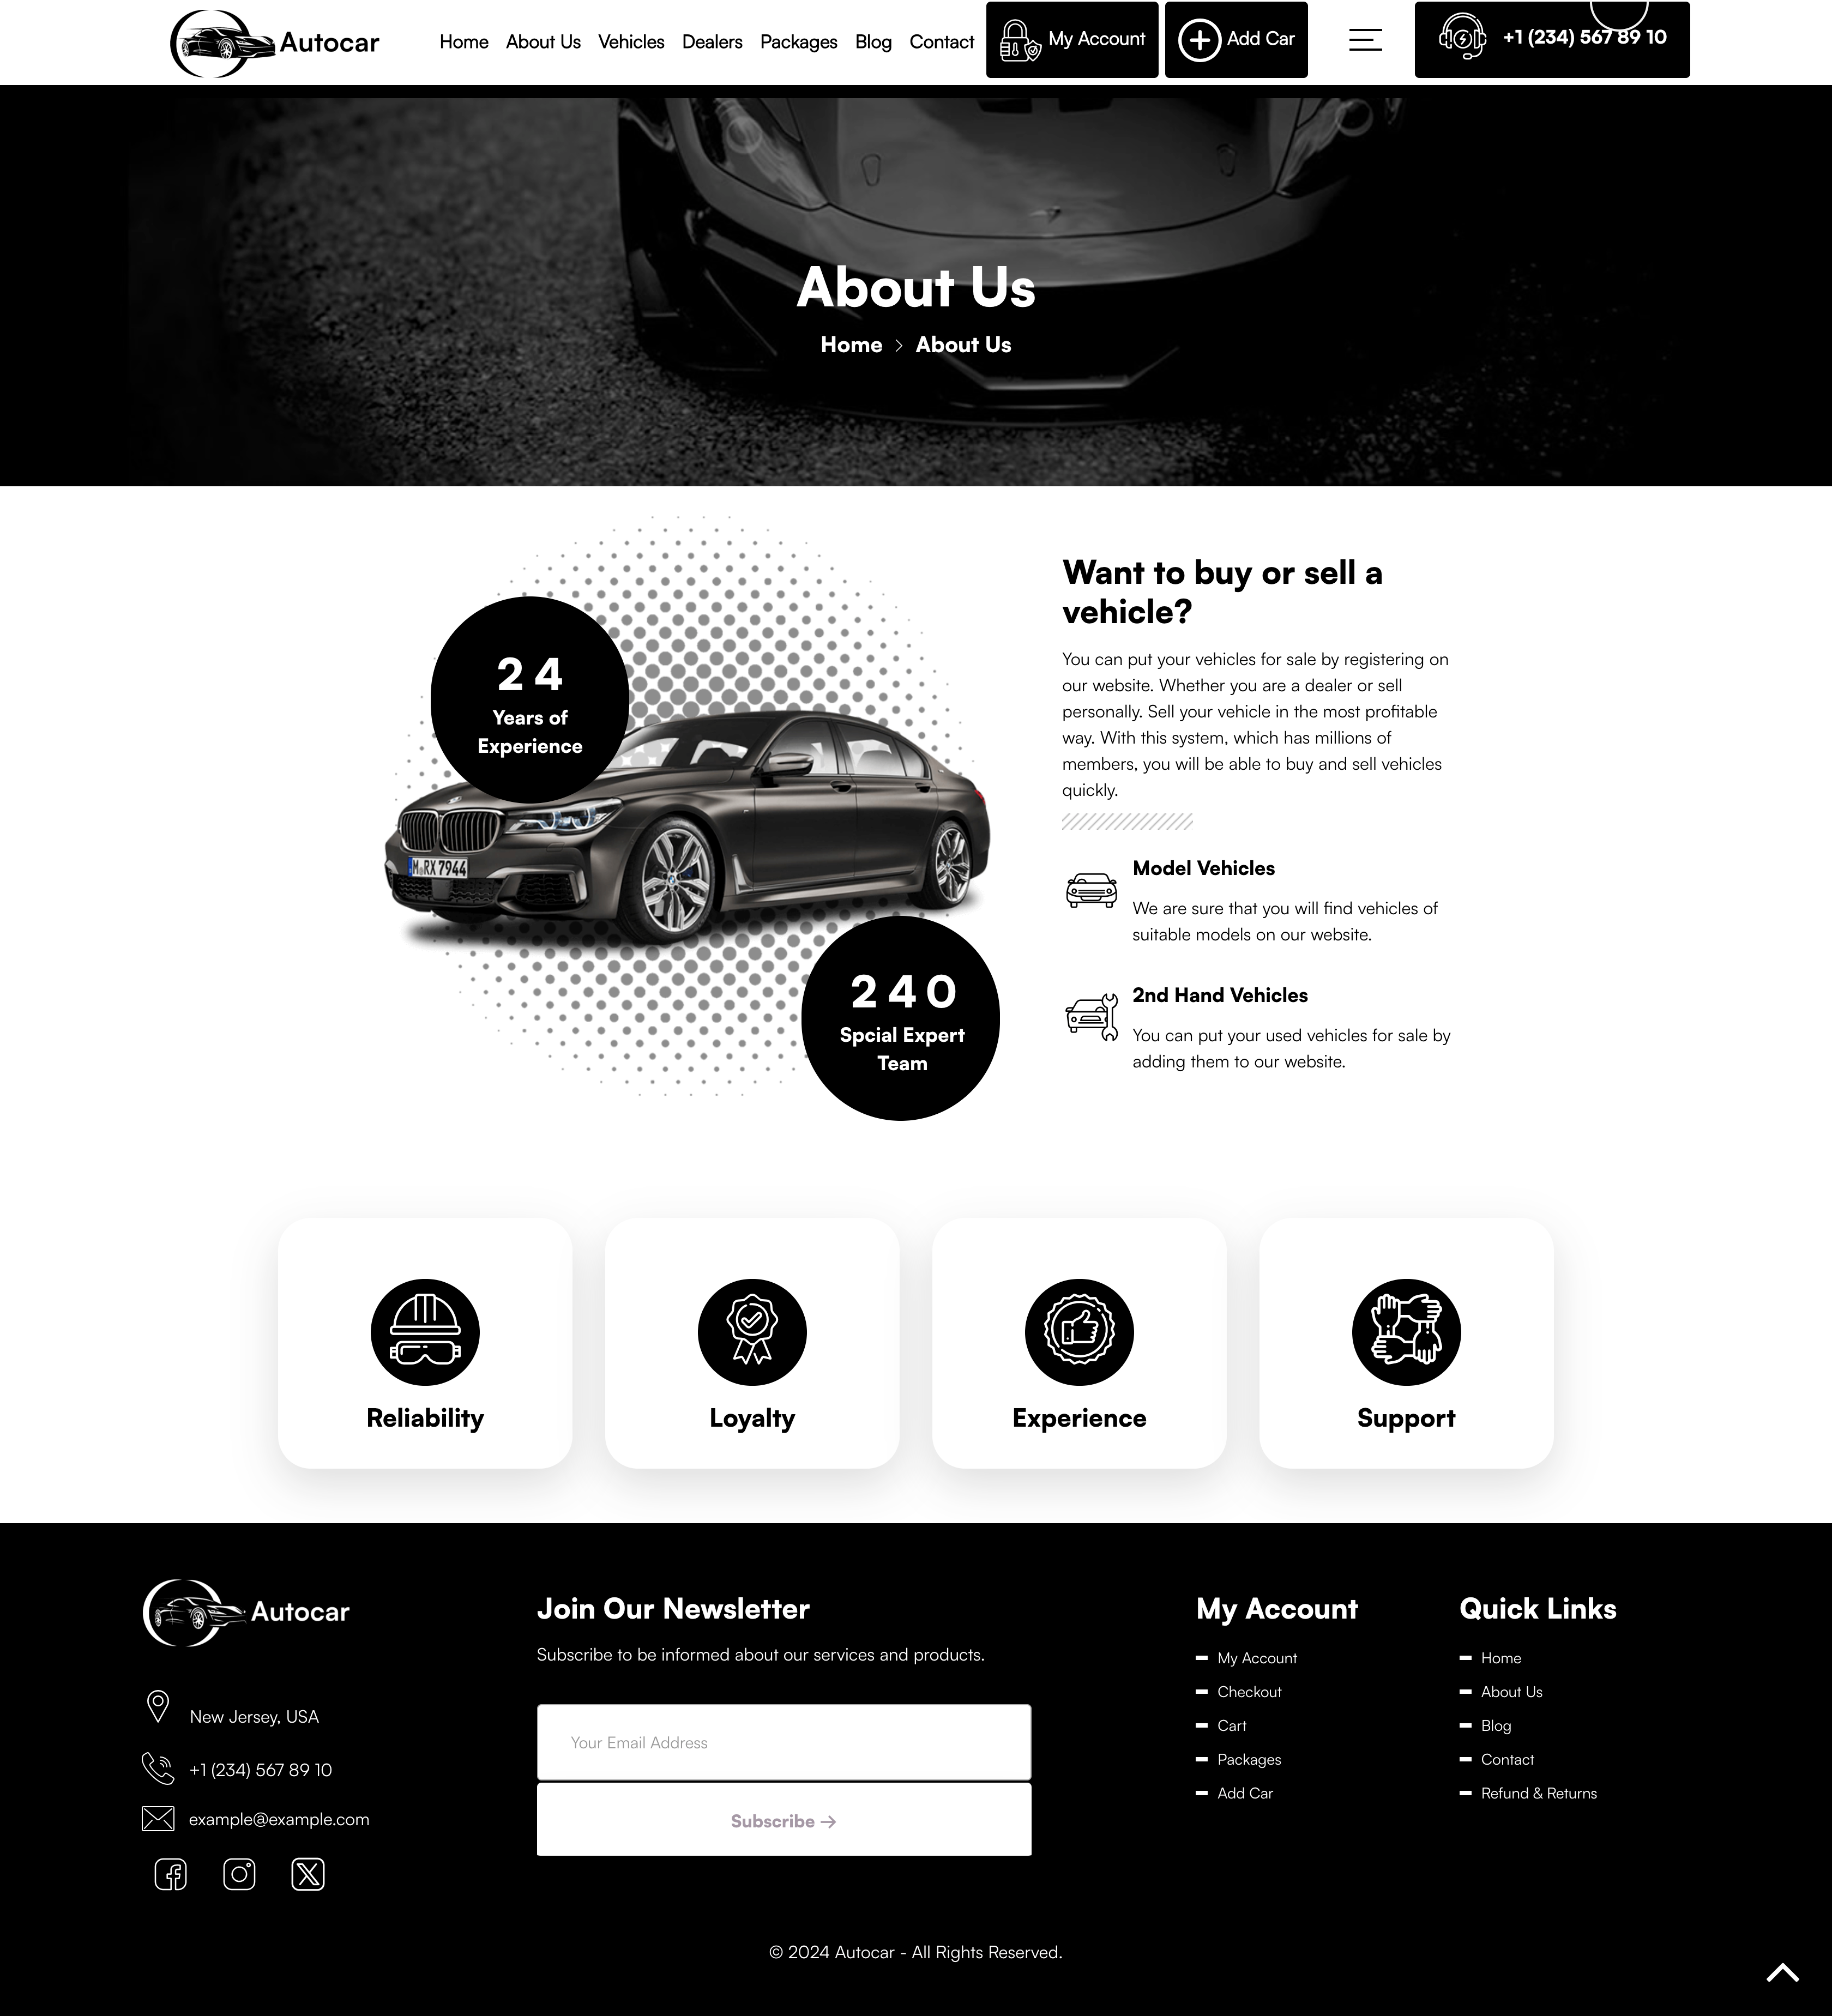 Autocar
Home About Us Vehicles Dealers Packages Blog Contact My Account Add Car +1 (234) 567 89 10
About Us
Home > About Us
24
Years of
Experience
M RX 7944
240
Spcial Expert
Team
Want to buy or sell a
vehicle?
You can put your vehicles for sale by registering on
our website. Whether you are a dealer or sell
personally. Sell your vehicle in the most profitable
way. With this system, which has millions of
members, you will be able to buy and sell vehicles
quickly.
Model Vehicles
We are sure that you will find vehicles of
suitable models on our website.
2nd Hand Vehicles
You can put your used vehicles for sale by
adding them to our website.
Reliability
Loyalty
Experience
Support
Autocar
New Jersey, USA
+1 (234) 567 89 10
example@example.com
Join Our Newsletter
Subscribe to be informed about our services and products.
Your Email Address
Subscribe →
My Account
My Account
Checkout
Cart
Packages
Add Car
Quick Links
Home
About Us
Blog
Contact
Refund & Returns
© 2024 Autocar - All Rights Reserved.